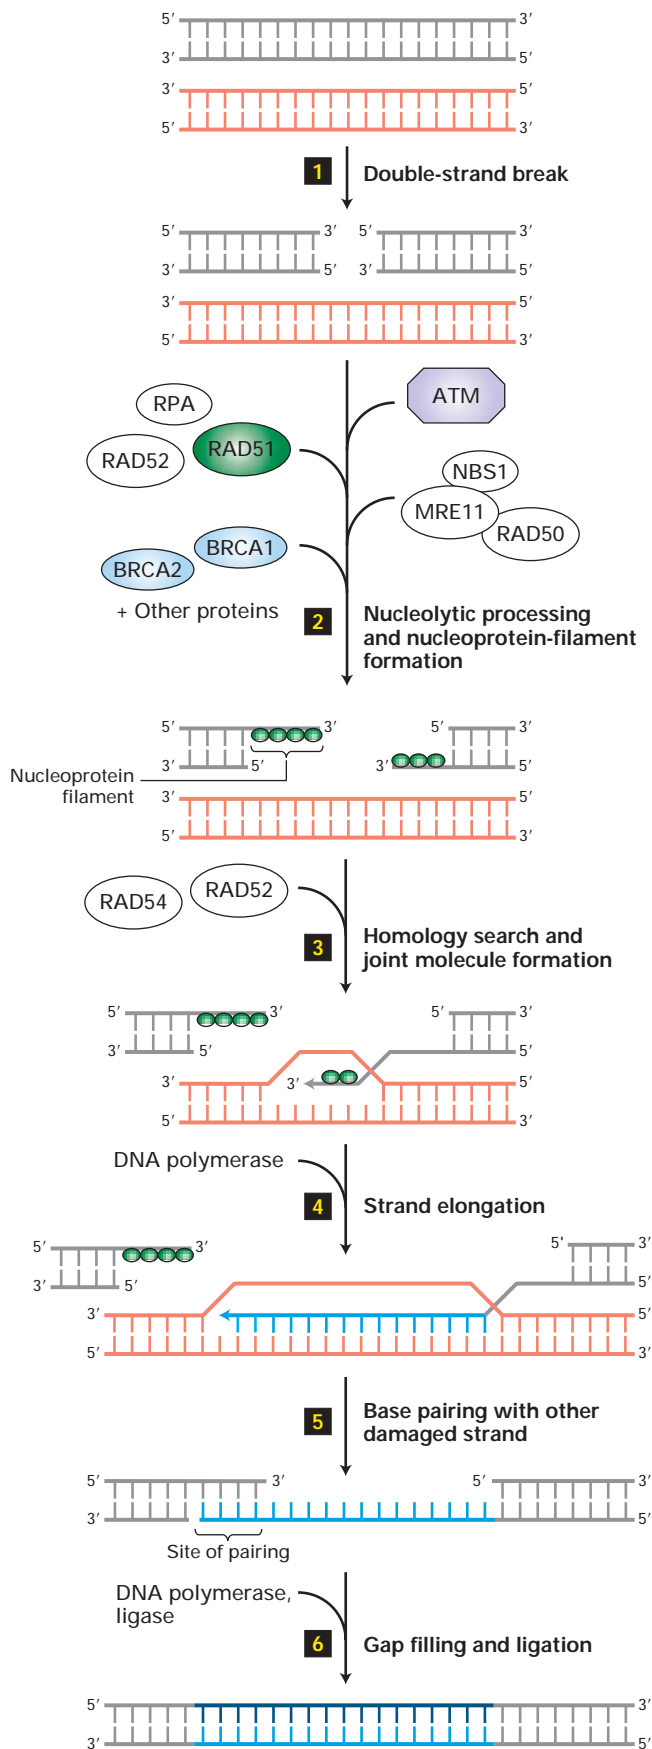 5′ 3′
3′ 5′
3′ 5′
5′ 3′
1 Double-strand break
5′ 3′ 5′ 3′
3′ 5′ 3′ 5′
3′ 5′
5′ 3′
RPA
ATM
RAD52
RAD51
NBS1
MRE11
RAD50
BRCA1
BRCA2
+ Other proteins
2 Nucleolytic processing
and nucleoprotein-filament
formation
5′ 3′ 5′ 3′
3′ 5′ 3′ 5′
Nucleoprotein
filament
3′ 5′
5′ 3′
RAD54
RAD52
3 Homology search and
joint molecule formation
5′ 3′ 5′ 3′
3′ 5′ 5′
3′ 3′ 5′
5′ 3′
DNA polymerase
4 Strand elongation
5′ 3′ 5' 3′
3′ 5′ 5′
3′ 5′
5′ 3′
5 Base pairing with other
damaged strand
5′ 3′ 5′ 3′
3′ 5′
Site of pairing
DNA polymerase,
ligase
6 Gap filling and ligation
5′ 3′
3′ 5′